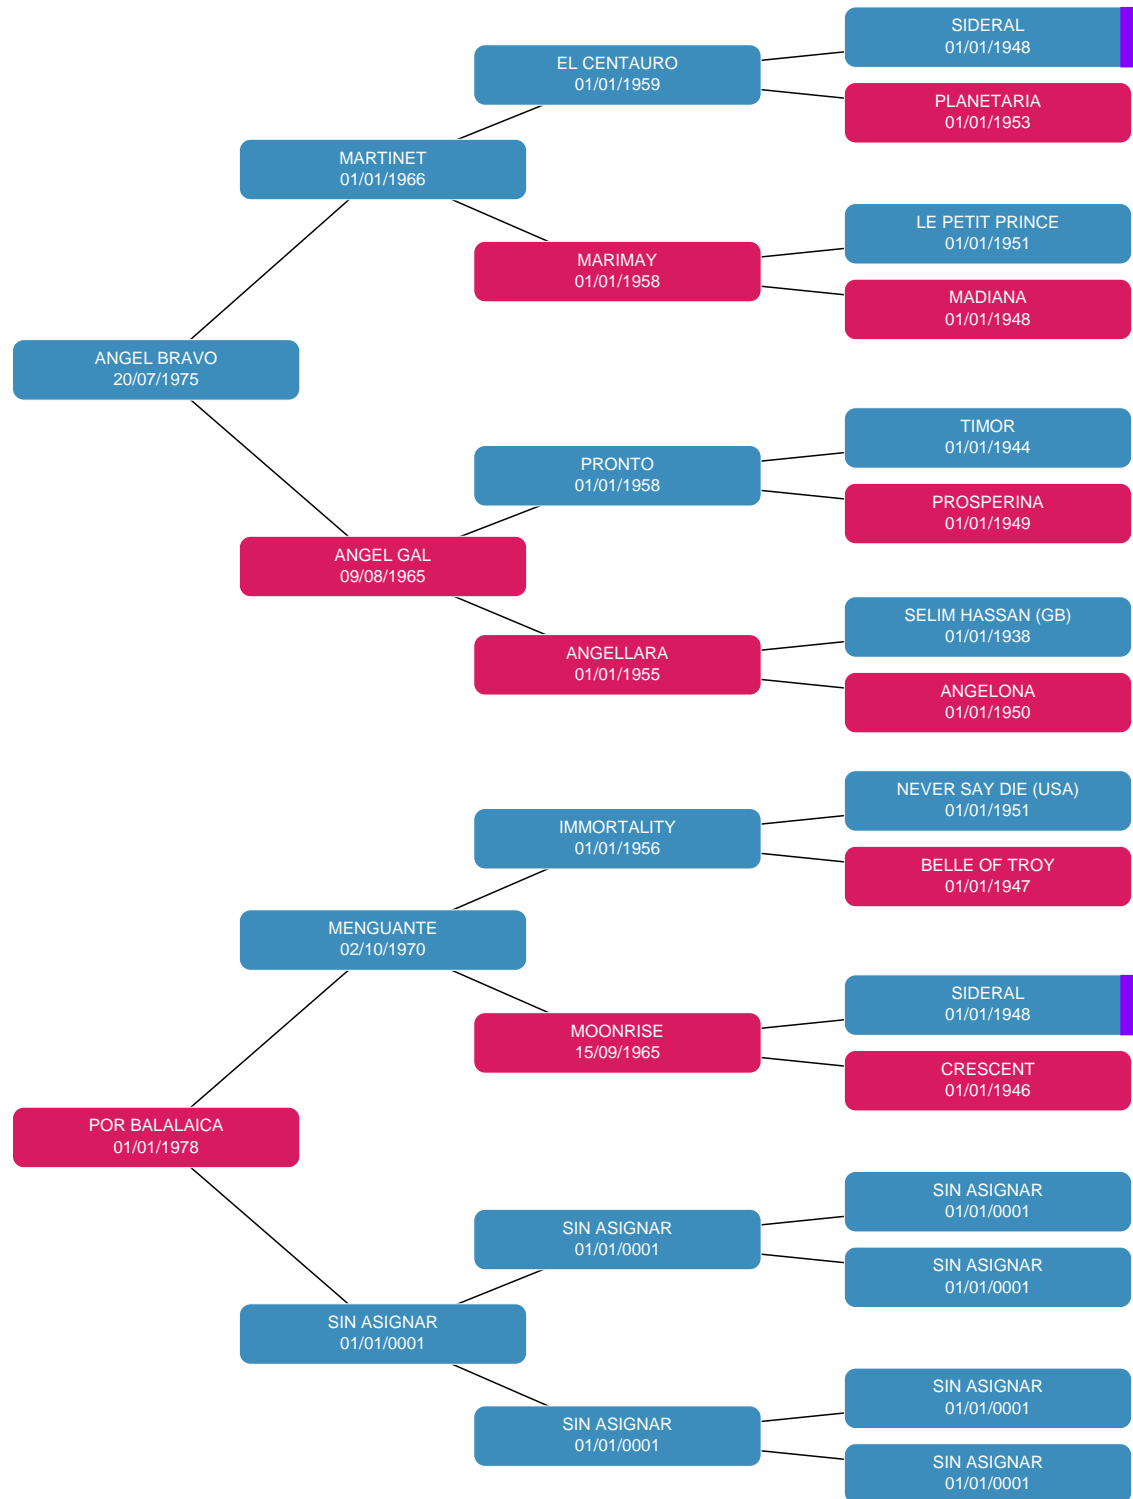 SIDERAL
01/01/1948
EL CENTAURO
01/01/1959
PLANETARIA
01/01/1953
MARTINET
01/01/1966
LE PETIT PRINCE
01/01/1951
MARIMAY
01/01/1958
MADIANA
01/01/1948
ANGEL BRAVO
20/07/1975
TIMOR
01/01/1944
PRONTO
01/01/1958
PROSPERINA
01/01/1949
ANGEL GAL
09/08/1965
SELIM HASSAN (GB)
01/01/1938
ANGELLARA
01/01/1955
ANGELONA
01/01/1950
NEVER SAY DIE (USA)
01/01/1951
IMMORTALITY
01/01/1956
BELLE OF TROY
01/01/1947
MENGUANTE
02/10/1970
SIDERAL
01/01/1948
MOONRISE
15/09/1965
CRESCENT
01/01/1946
POR BALALAICA
01/01/1978
SIN ASIGNAR
01/01/0001
SIN ASIGNAR
01/01/0001
SIN ASIGNAR
01/01/0001
SIN ASIGNAR
01/01/0001
SIN ASIGNAR
01/01/0001
SIN ASIGNAR
01/01/0001
SIN ASIGNAR
01/01/0001